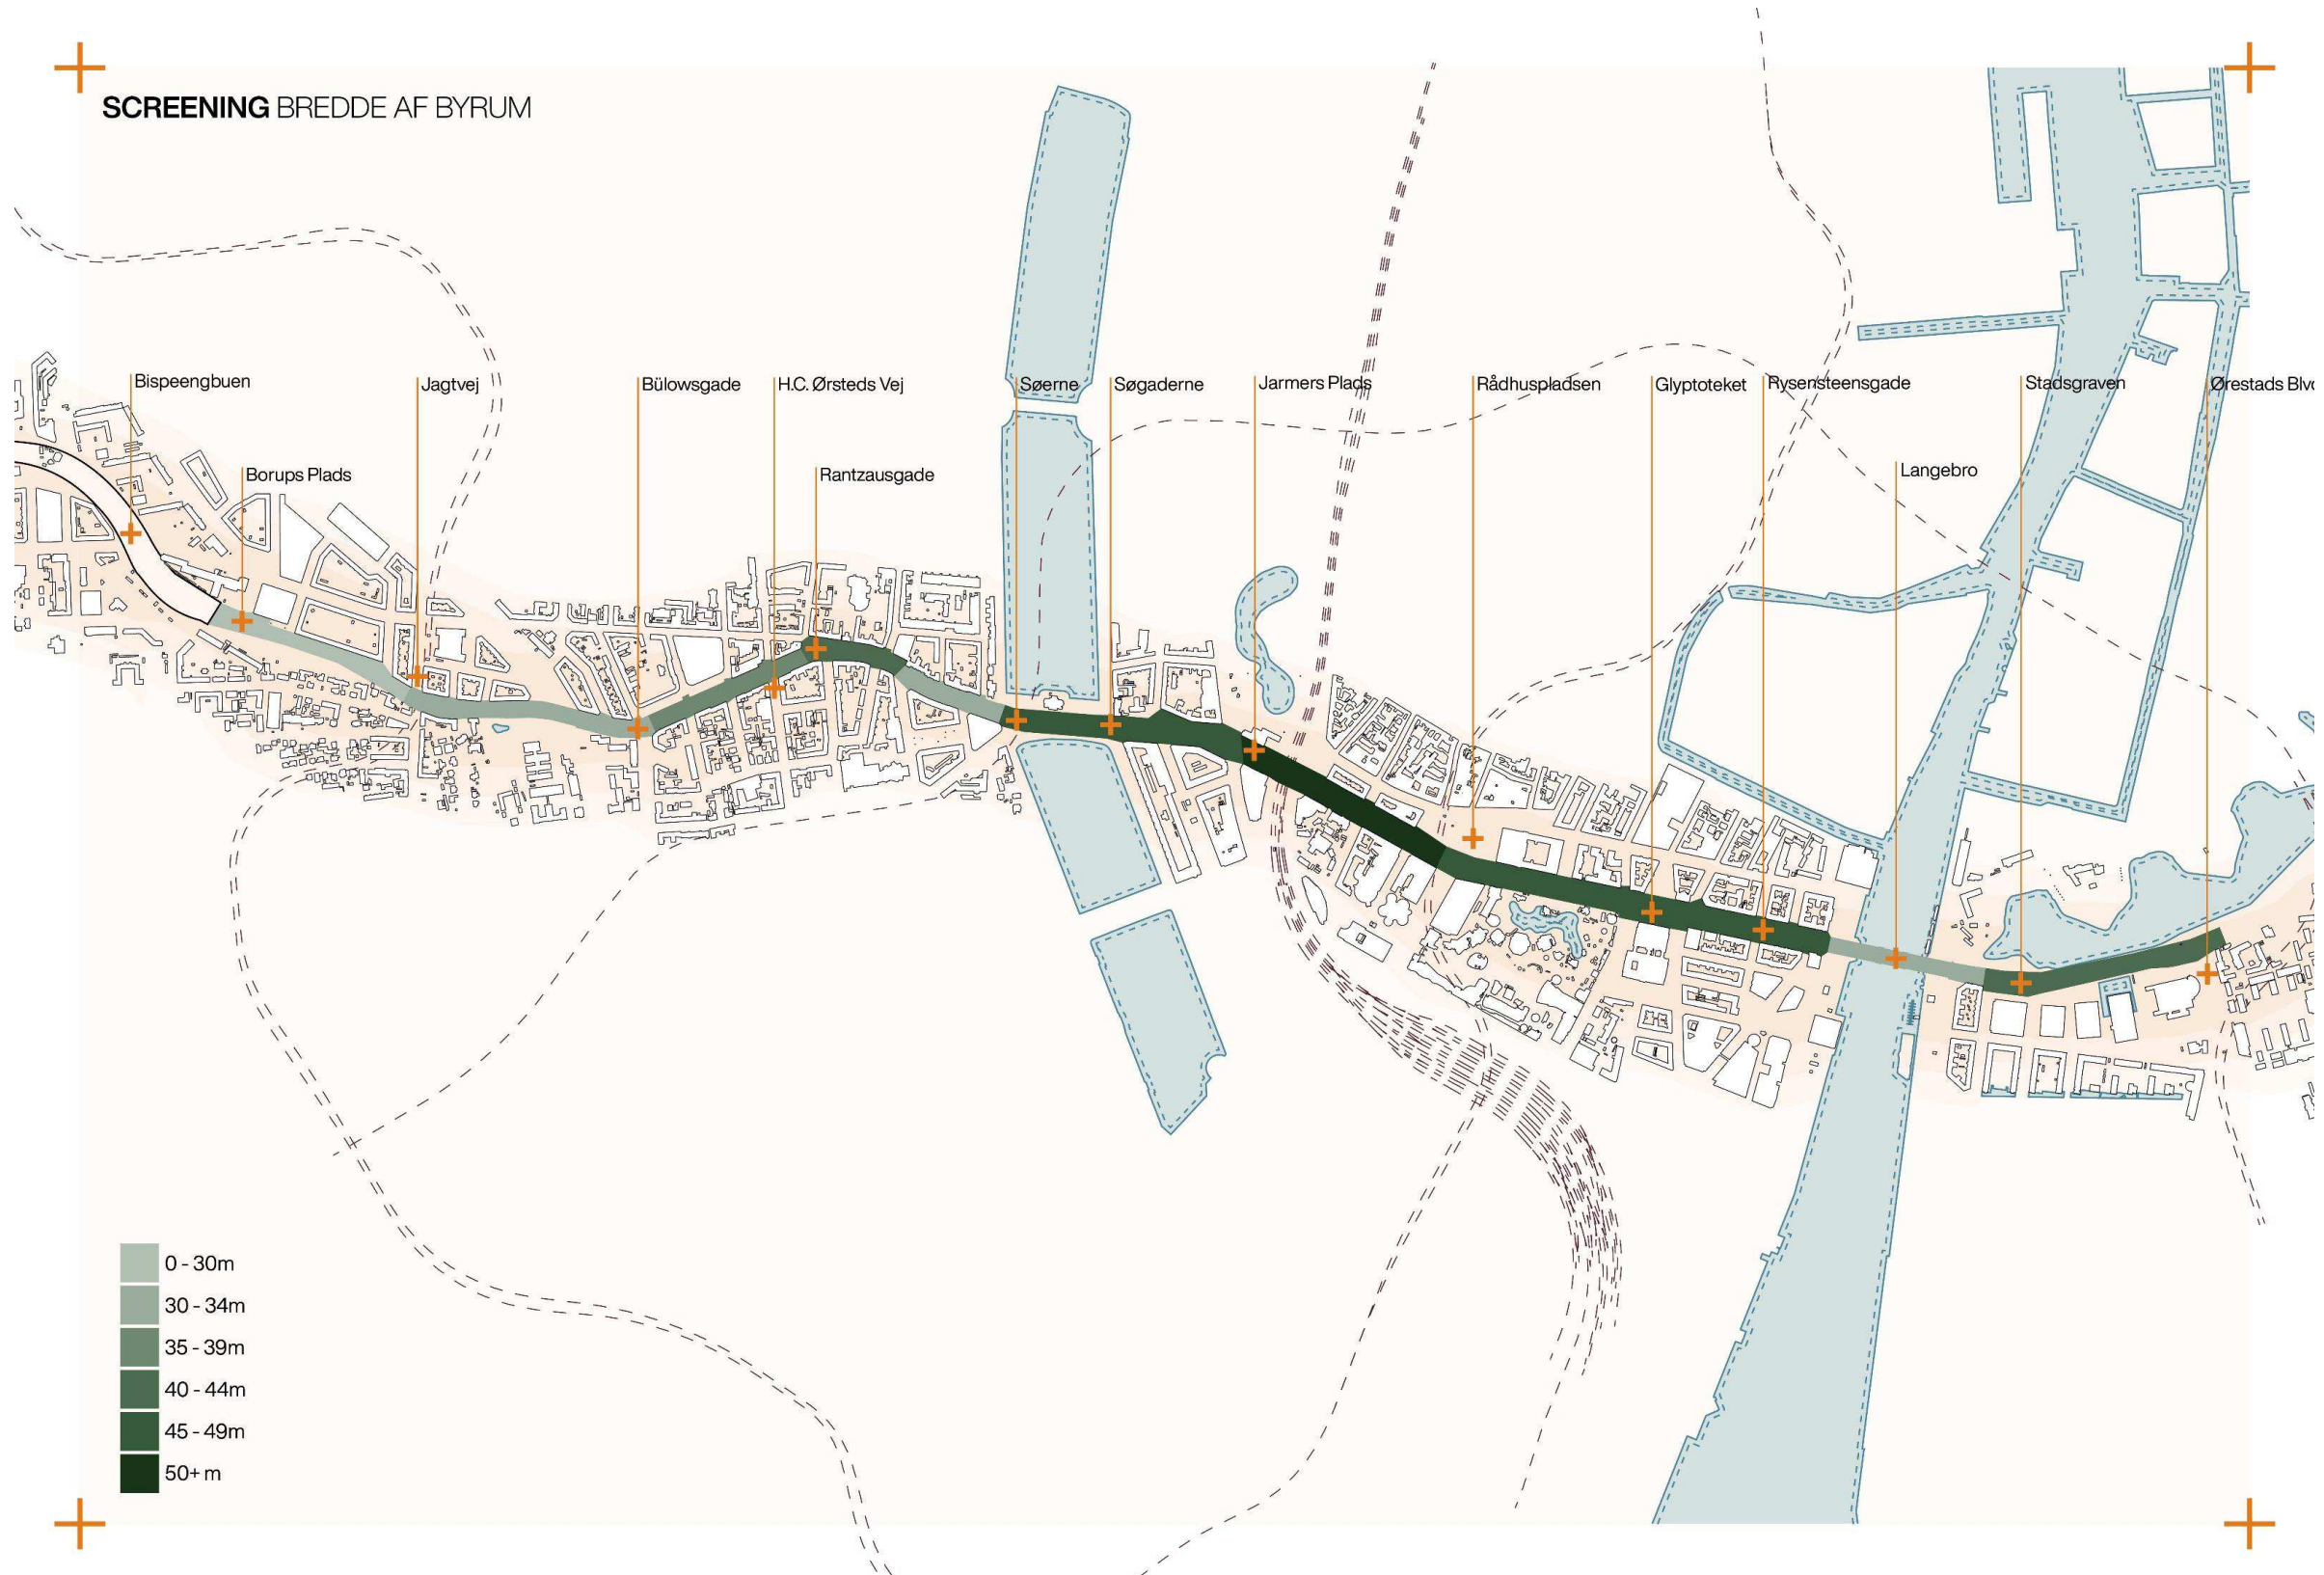 SCREENING BREDDE AF BYRUM
Bispeengbuen
Jagtvej
Bülowsgade
H.C. Ørsteds Vej
Søerne
Søgaderne
Jarmers Plads
Rådhuspladsen
Glyptoteket
Rysensteensgade
Stadsgraven
Ørestads Blvd
Borups Plads
Rantzausgade
Langebro
0 - 30m
30 - 34m
35 - 39m
40 - 44m
45 - 49m
50+ m